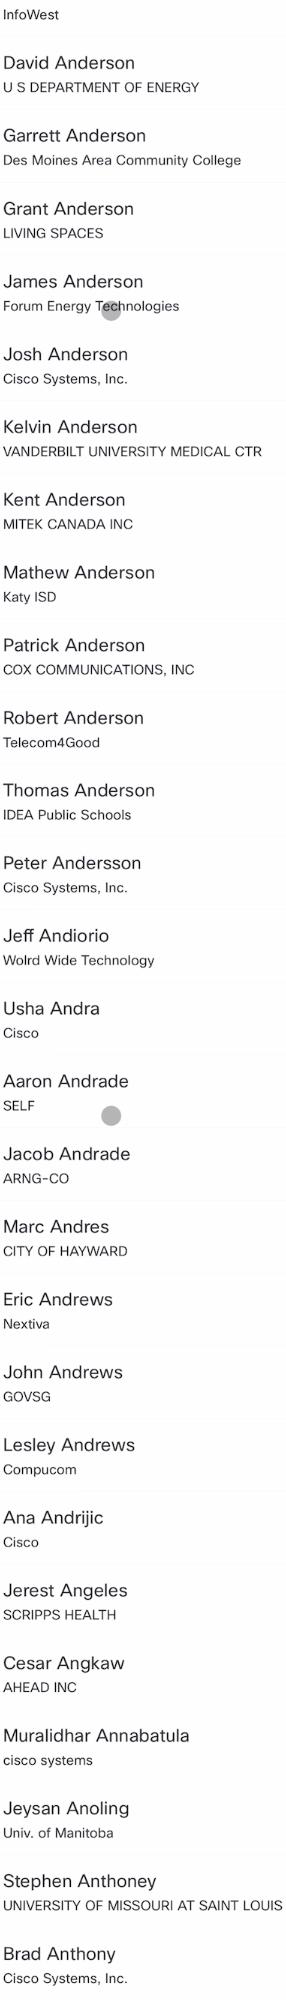 InfoWest
David Anderson
U S DEPARTMENT OF ENERGY
Garrett Anderson
Des Moines Area Community College
Grant Anderson
LIVING SPACES
James Anderson
Forum Energy Technologies
Josh Anderson
Cisco Systems, Inc.
Kelvin Anderson
VANDERBILT UNIVERSITY MEDICAL CTR
Kent Anderson
MITEK CANADA INC
Mathew Anderson
Katy ISD
Patrick Anderson
COX COMMUNICATIONS, INC
Robert Anderson
Telecom4Good
Thomas Anderson
IDEA Public Schools
Peter Andersson
Cisco Systems, Inc.
Jeff Andiorio
Wolrd Wide Technology
Usha Andra
Cisco
Aaron Andrade
SELF
Jacob Andrade
ARNG-CO
Marc Andres
CITY OF HAYWARD
Eric Andrews
Nextiva
John Andrews
GOVSG
Lesley Andrews
Compucom
Ana Andrijic
Cisco
Jerest Angeles
SCRIPPS HEALTH
Cesar Angkaw
AHEAD INC
Muralidhar Annabatula
cisco systems
Jeysan Anoling
Univ. of Manitoba
Stephen Anthoney
UNIVERSITY OF MISSOURI AT SAINT LOUIS
Brad Anthony
Cisco Systems, Inc.